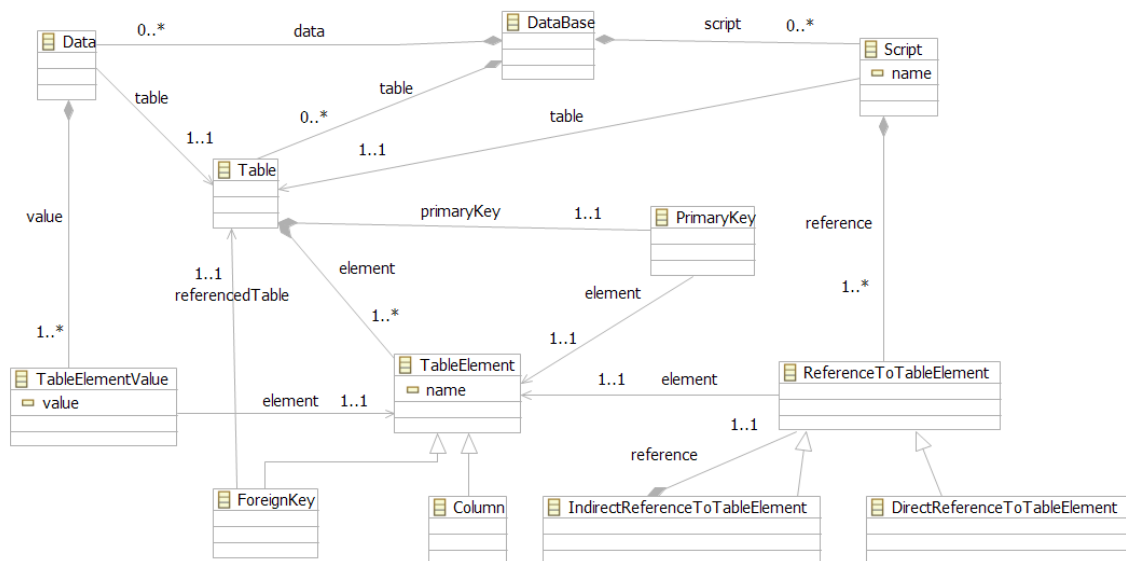 DataBase
script
0..*
data
0..*
Data
Script
name
table
table
table
0..*
1..1
1..1
Table
value
primaryKey
1..1
PrimaryKey
reference
element
element
1..1
referencedTable
1..*
1..*
1..*
1..1
TableElement
name
TableElementValue
value
element
1..1
1..1
element
ReferenceToTableElement
1..1
reference
ForeignKey
Column
IndirectReferenceToTableElement
DirectReferenceToTableElement